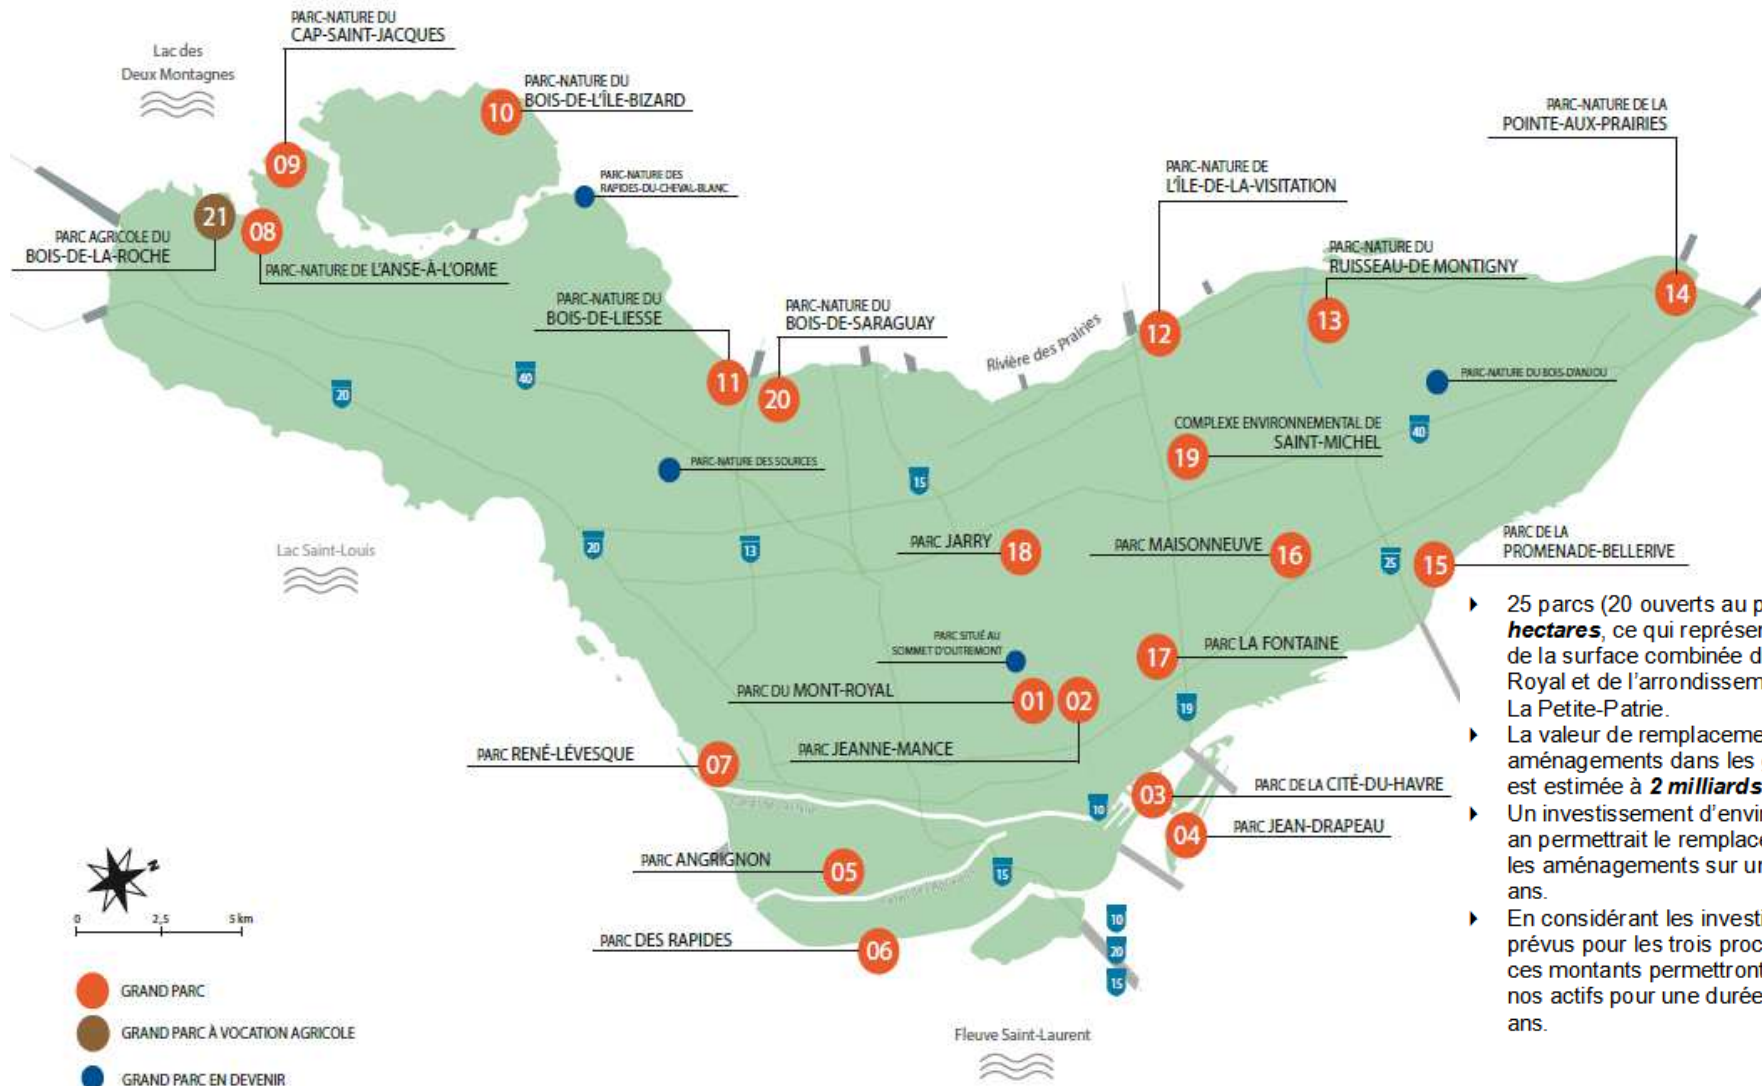 PARC-NATURE DU
CAP-SAINT-JACQUES
Lac des
Deux Montagnes
PARC-NATURE DU
BOIS-DE-L'ÎLE-BIZARD
10
PARC-NATURE DE LA
POINTE-AUX-PRAIRIES
09
PARC-NATURE DES
RAPIDES-DU-CHEVAL-BLANC
PARC-NATURE DE
L'ÎLE-DE-LA-VISITATION
21
08
PARC AGRICOLE DU
BOIS-DE-LA-ROCHE
PARC-NATURE DE L'ANSE-À-L'ORME
PARC-NATURE DU
RUISSEAU-DE MONTIGNY
14
PARC-NATURE DU
BOIS-DE-LIESSE
PARC-NATURE DU
BOIS-DE-SARAGUAY
Rivière des Prairies
12
13
11
20
20
40
PARC-NATURE DU BOIS-D'ANJOU
COMPLEXE ENVIRONNEMENTAL DE
SAINT-MICHEL
19
40
PARC-NATURE DES SOURCES
15
Lac Saint-Louis
20
13
PARC JARRY
18
PARC MAISONNEUVE
16
25
15
PARC DE LA
PROMENADE-BELLERIVE
PARC SITUÉ AU
SOMMET D'OUTREMONT
17
PARC LA FONTAINE
PARC DU MONT-ROYAL
01
02
19
PARC RENÉ-LÉVESQUE
07
PARC JEANNE-MANCE
03
PARC DE LA CITÉ-DU-HAVRE
10
04
PARC JEAN-DRAPEAU
PARC ANGRIGNON
05
15
PARC DES RAPIDES
06
10
20
15
25 parcs (20 ouverts au p
hectares, ce qui représer
de la surface combinée d
Royal et de l'arrondissem
La Petite-Patrie.
La valeur de remplaceme
aménagements dans les
est estimée à 2 milliards
Un investissement d'envir
an permettrait le remplace
les aménagements sur un
ans.
En considérant les investi
prévus pour les trois proc
ces montants permettront
nos actifs pour une durée
ans.
N
0 2,5 5 km
GRAND PARC
GRAND PARC À VOCATION AGRICOLE
GRAND PARC EN DEVENIR
Fleuve Saint-Laurent